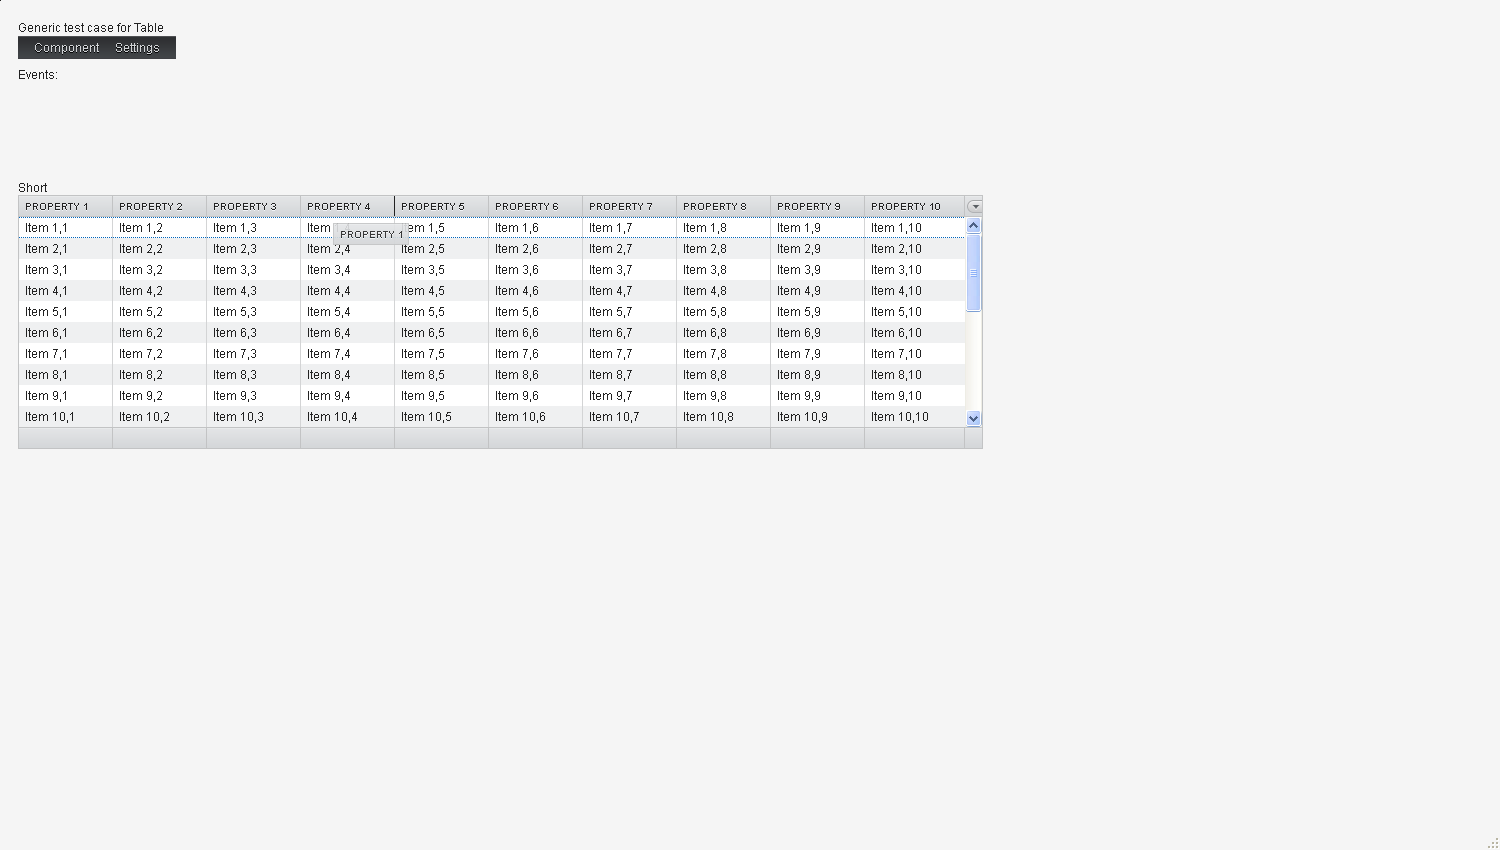 Generic test case for Table
Component Settings
Events:
Short
PROPERTY 1 PROPERTY 2 PROPERTY 3 PROPERTY 4 PROPERTY 5 PROPERTY 6 PROPERTY 7 PROPERTY 8 PROPERTY 9 PROPERTY 10
Item 1,1 Item 1,2 Item 1,3 Item em 1,5 Item 1,6 Item 1,7 Item 1,8 Item 1,9 Item 1,10
PROPERTY 1
Item 2,1 Item 2,2 Item 2,3 Item 2,4 Item 2,5 Item 2,6 Item 2,7 Item 2,8 Item 2,9 Item 2,10
Item 3,1 Item 3,2 Item 3,3 Item 3,4 Item 3,5 Item 3,6 Item 3,7 Item 3,8 Item 3,9 Item 3,10
Item 4,1 Item 4,2 Item 4,3 Item 4,4 Item 4,5 Item 4,6 Item 4,7 Item 4,8 Item 4,9 Item 4,10
Item 5,1 Item 5,2 Item 5,3 Item 5,4 Item 5,5 Item 5,6 Item 5,7 Item 5,8 Item 5,9 Item 5,10
Item 6,1 Item 6,2 Item 6,3 Item 6,4 Item 6,5 Item 6,6 Item 6,7 Item 6,8 Item 6,9 Item 6,10
Item 7,1 Item 7,2 Item 7,3 Item 7,4 Item 7,5 Item 7,6 Item 7,7 Item 7,8 Item 7,9 Item 7,10
Item 8,1 Item 8,2 Item 8,3 Item 8,4 Item 8,5 Item 8,6 Item 8,7 Item 8,8 Item 8,9 Item 8,10
Item 9,1 Item 9,2 Item 9,3 Item 9,4 Item 9,5 Item 9,6 Item 9,7 Item 9,8 Item 9,9 Item 9,10
Item 10,1 Item 10,2 Item 10,3 Item 10,4 Item 10,5 Item 10,6 Item 10,7 Item 10,8 Item 10,9 Item 10,10